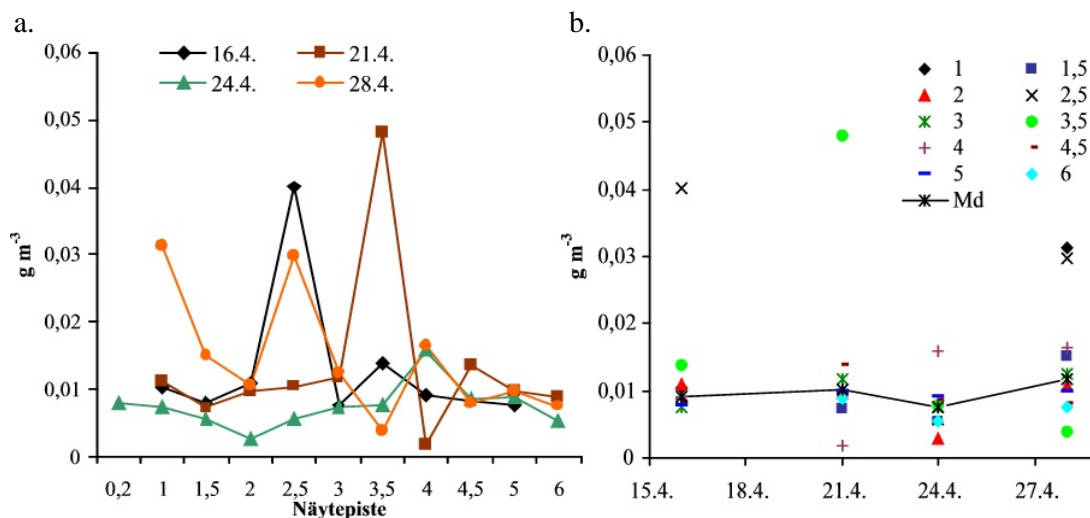 a.
0,06
0,05
0,04
0,03
0,02
0,01
0
g m-3
16.4. 21.4.
24.4. 28.4.
0,2 1 1,5 2 2,5 3 3,5 4 4,5 5 6
Näytepiste
b.
0,06
0,05
0,04
0,03
0,02
0,01
0
g m-3
1 1,5
2 2,5
3 3,5
4 4,5
5 6
Md
15.4. 18.4. 21.4. 24.4. 27.4.